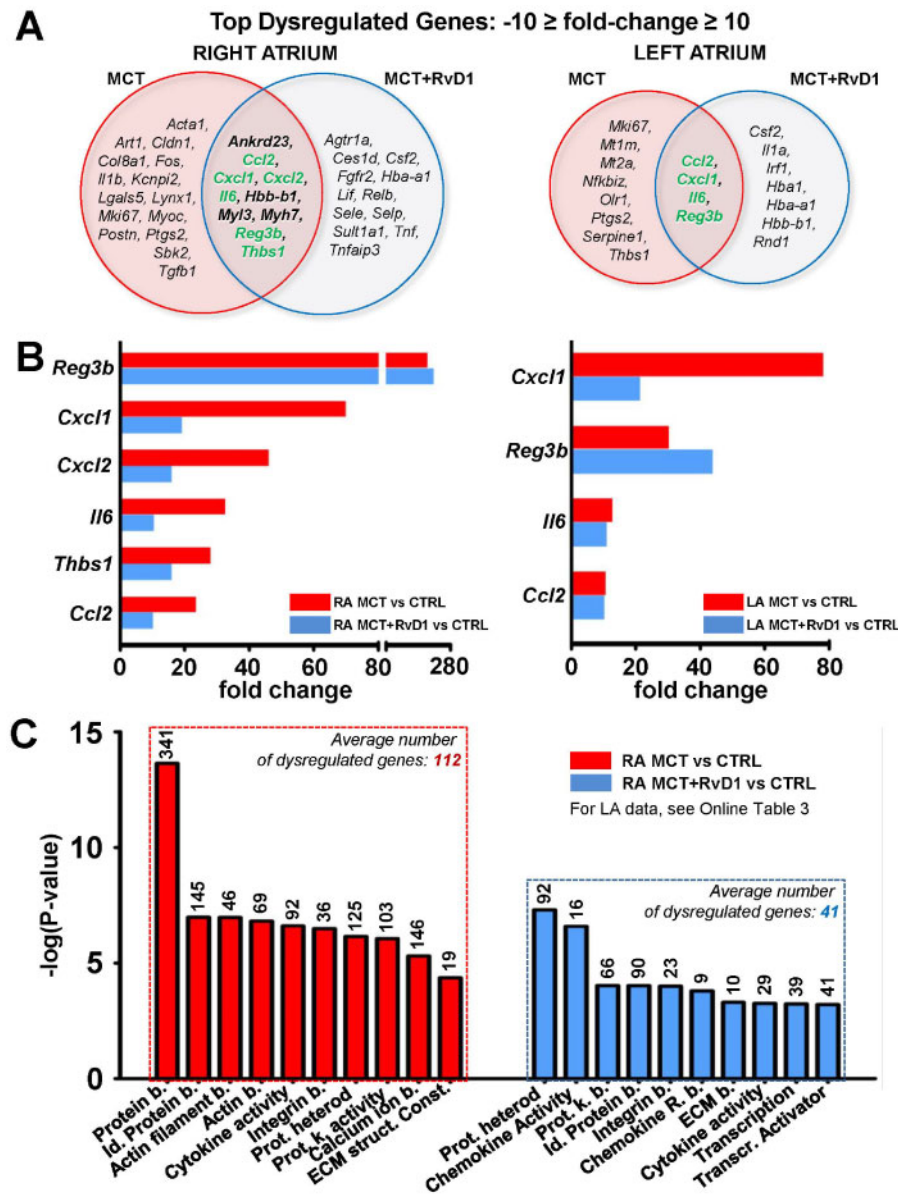 A
Top Dysregulated Genes: -10 ≥ fold-change ≥ 10
RIGHT ATRIUM
MCT
MCT+RvD1
Acta1,
Art1, Cldn1,
Col8a1, Fos,
Il1b, Kcnpi2,
Lgals5, Lynx1,
Mki67, Myoc,
Postn, Ptgs2,
Sbk2,
Tgfb1
Ankrd23,
Ccl2,
Cxcl1, Cxcl2,
Il6, Hbb-b1,
Myl3, Myh7,
Reg3b,
Thbs1
Agtr1a,
Ces1d, Csf2,
Fgfr2, Hba-a1
Lif, Relb,
Sele, Selp,
Sult1a1, Tnf,
Tnfaip3
LEFT ATRIUM
MCT
MCT+RvD1
Mki67,
Mt1m,
Mt2a,
Nfkbiz,
Olr1,
Ptgs2,
Serpine1,
Thbs1
Ccl2,
Cxcl1,
Il6,
Reg3b
Csf2,
Il1a,
Irf1,
Hba1,
Hba-a1
Hbb-b1,
Rnd1
B
Reg3b
Cxcl1
Cxcl2
Il6
Thbs1
Ccl2
RA MCT vs CTRL
RA MCT+RvD1 vs CTRL
0 20 40 60 80 280
fold change
Cxcl1
Reg3b
Il6
Ccl2
LA MCT vs CTRL
LA MCT+RvD1 vs CTRL
0 20 40 60 80
fold change
C
-log(P-value)
15
10
5
0
Average number
of dysregulated genes: 112
341
145
46
69
92
36
125
103
146
19
Protein b.
Id. Protein b.
Actin filament b.
Actin b.
Cytokine activity
Integrin b.
Prot. heterod
Prot. k. activity
Calcium ion b.
ECM struct. Const.
RA MCT vs CTRL
RA MCT+RvD1 vs CTRL
For LA data, see Online Table 3
Average number
of dysregulated genes: 41
92
16
66
90
23
9
10
29
39
41
Prot. heterod
Chemokine Activity
Prot. k. b.
Id. Protein b.
Integrin b.
Chemokine R. b.
ECM b.
Cytokine activity
Transcription
Transcr. Activator